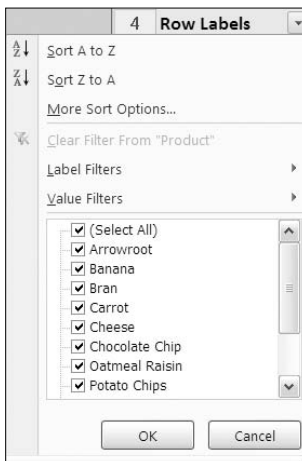 4 Row Labels
A Z Sort A to Z
Z A Sort Z to A
More Sort Options...
Clear Filter From "Product"
Label Filters
Value Filters
(Select All)
Arrowroot
Banana
Bran
Carrot
Cheese
Chocolate Chip
Oatmeal Raisin
Potato Chips
OK Cancel